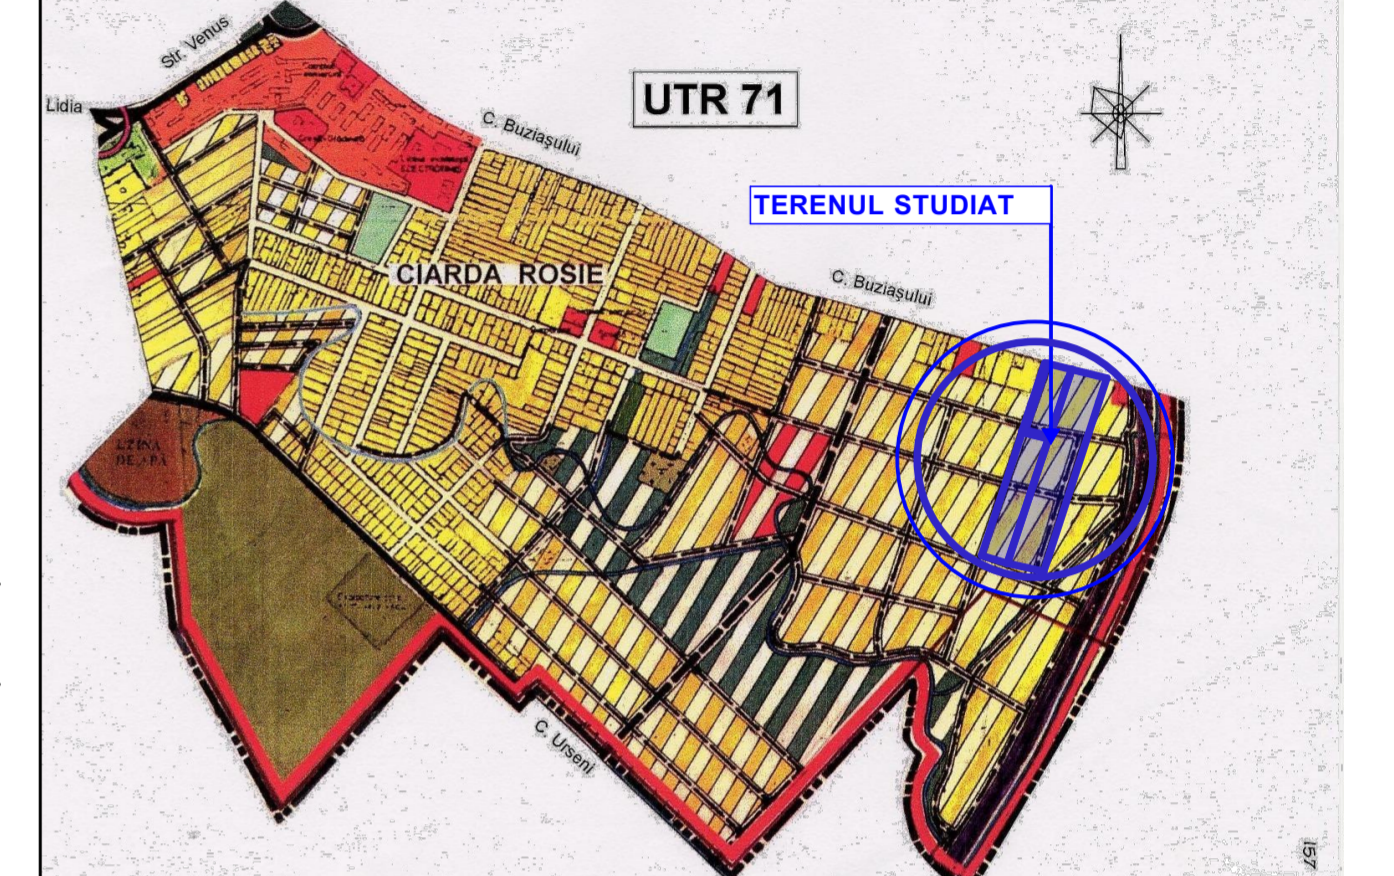 Str. Venus
Lidia
UTR 71
C. Buziașului
TERENUL STUDIAT
CIARDA ROSIE
C. Buziașului
UZINA
DE APA
C. Urseni
157